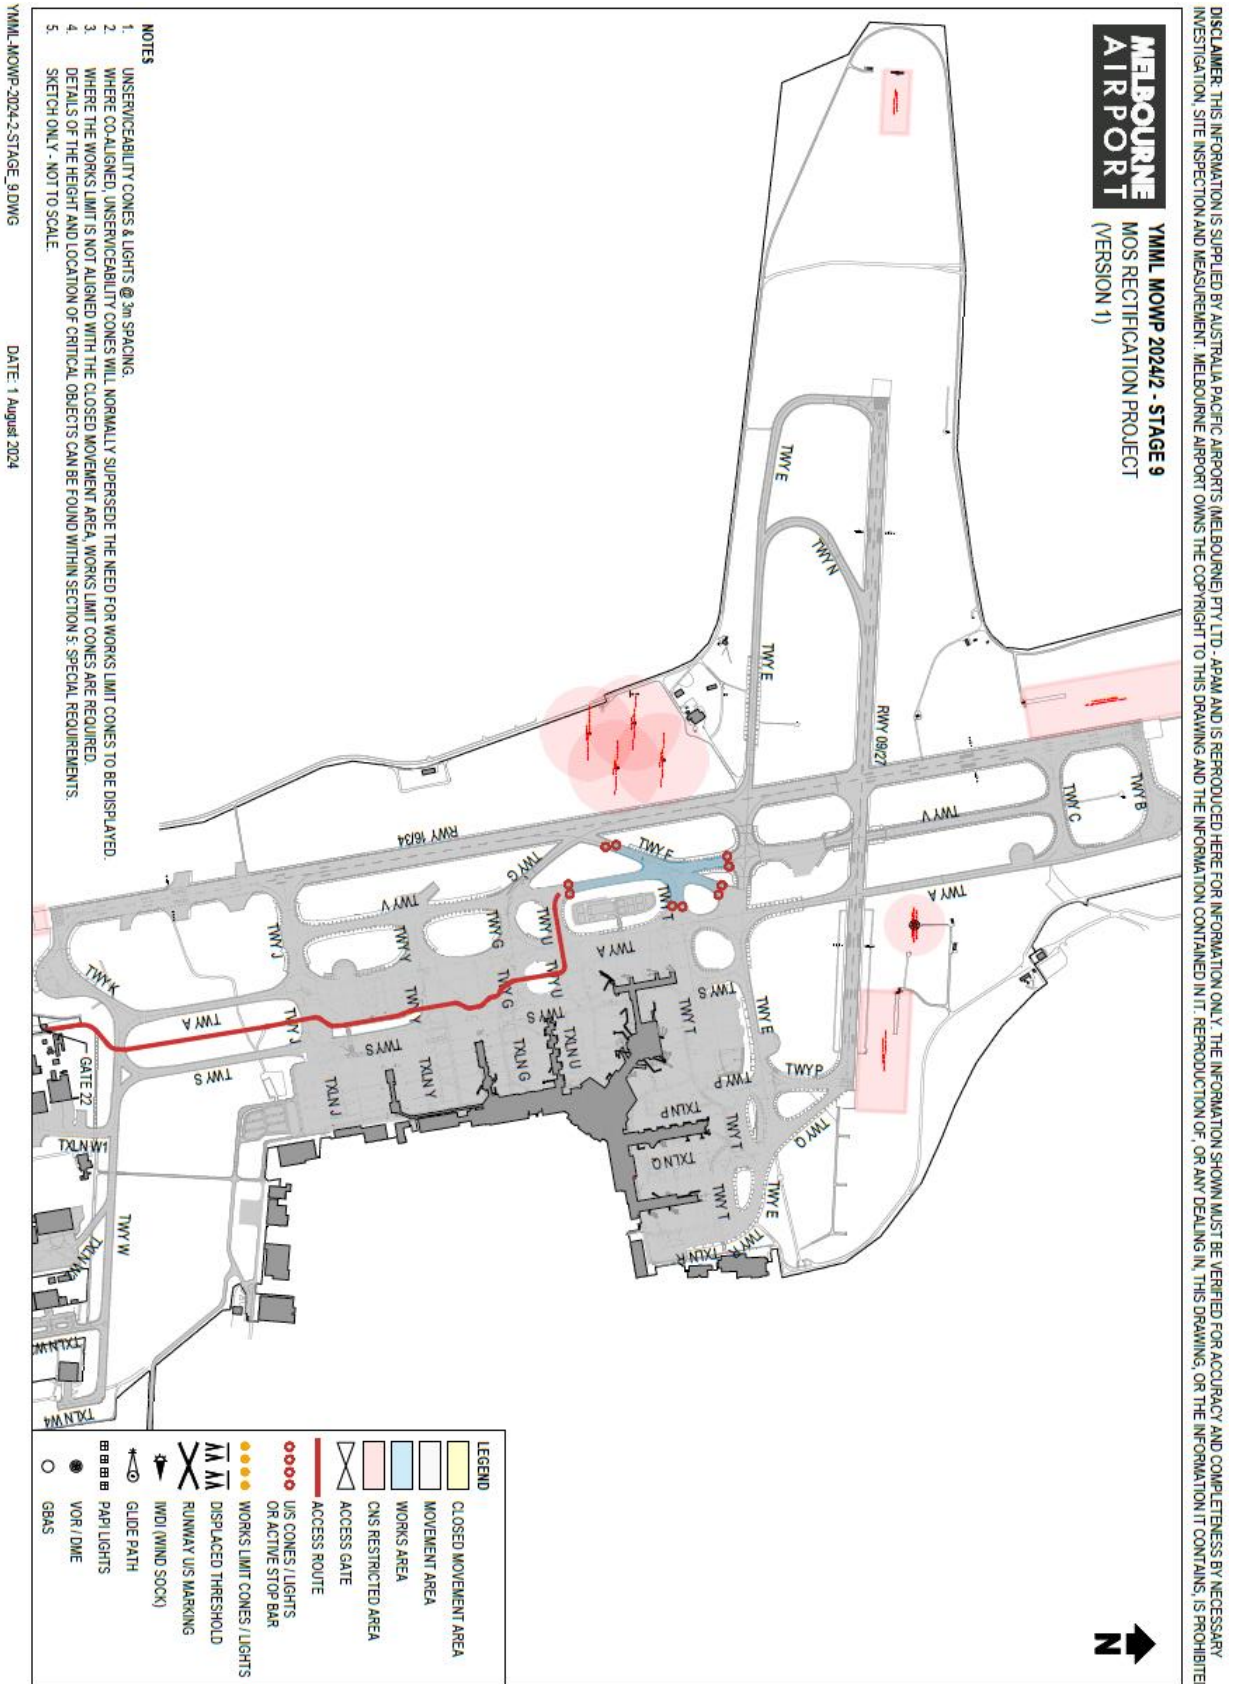 DISCLAIMER: THIS INFORMATION IS SUPPLIED BY AUSTRALIA PACIFIC AIRPORTS (MELBOURNE) PTY LTD - APAM AND IS REPRODUCED HERE FOR INFORMATION ONLY. THE INFORMATION SHOWN MUST BE VERIFIED FOR ACCURACY AND COMPLETENESS BY NECESSARY
INVESTIGATION, SITE INSPECTION AND MEASUREMENT. MELBOURNE AIRPORT OWNS THE COPYRIGHT TO THIS DRAWING AND THE INFORMATION CONTAINED IN IT. REPRODUCTION OF, OR ANY DEALING IN, THIS DRAWING, OR THE INFORMATION IT CONTAINS, IS PROHIBITE
MELBOURNE
AIRPORT
YMML MOWP 2024/2 - STAGE 9
MOS RECTIFICATION PROJECT
(VERSION 1)
N
TWY B
TWY C
TWY V
TWY A
TWY E
TWY N
TWY E
RWY 09/27
RWY 16/34
TWY F
TWY G
TWY T
TWY V
TWY G
TWY U
TWY A
TWY S
TWY E
TWY T
TWY P
TWY P
TWY Q
TWY J
TWY Y
TWY G
TWY U
TWY S
TXLN U
TXLN G
TXLN P
TXLN Q
TWY T
TWY T
TWY E
TWY R
TXLN R
TWY K
TWY A
TWY J
TWY Y
TWY S
TXLN Y
TXLN J
TWY S
GATE 22
TXLN W1
TWY W
TXLN W4
LEGEND
CLOSED MOVEMENT AREA
MOVEMENT AREA
WORKS AREA
CNS RESTRICTED AREA
ACCESS GATE
ACCESS ROUTE
U/S CONES / LIGHTS
OR ACTIVE STOP BAR
WORKS LIMIT CONES / LIGHTS
DISPLACED THRESHOLD
RUNWAY U/S MARKING
IWDI (WIND SOCK)
GLIDE PATH
PAPI LIGHTS
VOR / DME
GBAS
NOTES
1. UNSERVICEABILITY CONES & LIGHTS @ 3m SPACING.
2. WHERE CO-ALIGNED, UNSERVICEABILITY CONES WILL NORMALLY SUPERSEDE THE NEED FOR WORKS LIMIT CONES TO BE DISPLAYED.
3. WHERE THE WORKS LIMIT IS NOT ALIGNED WITH THE CLOSED MOVEMENT AREA, WORKS LIMIT CONES ARE REQUIRED.
4. DETAILS OF THE HEIGHT AND LOCATION OF CRITICAL OBJECTS CAN BE FOUND WITHIN SECTION 5: SPECIAL REQUIREMENTS.
5. SKETCH ONLY - NOT TO SCALE.
YMML-MOWP-2024-2-STAGE_9.DWG DATE: 1 August 2024